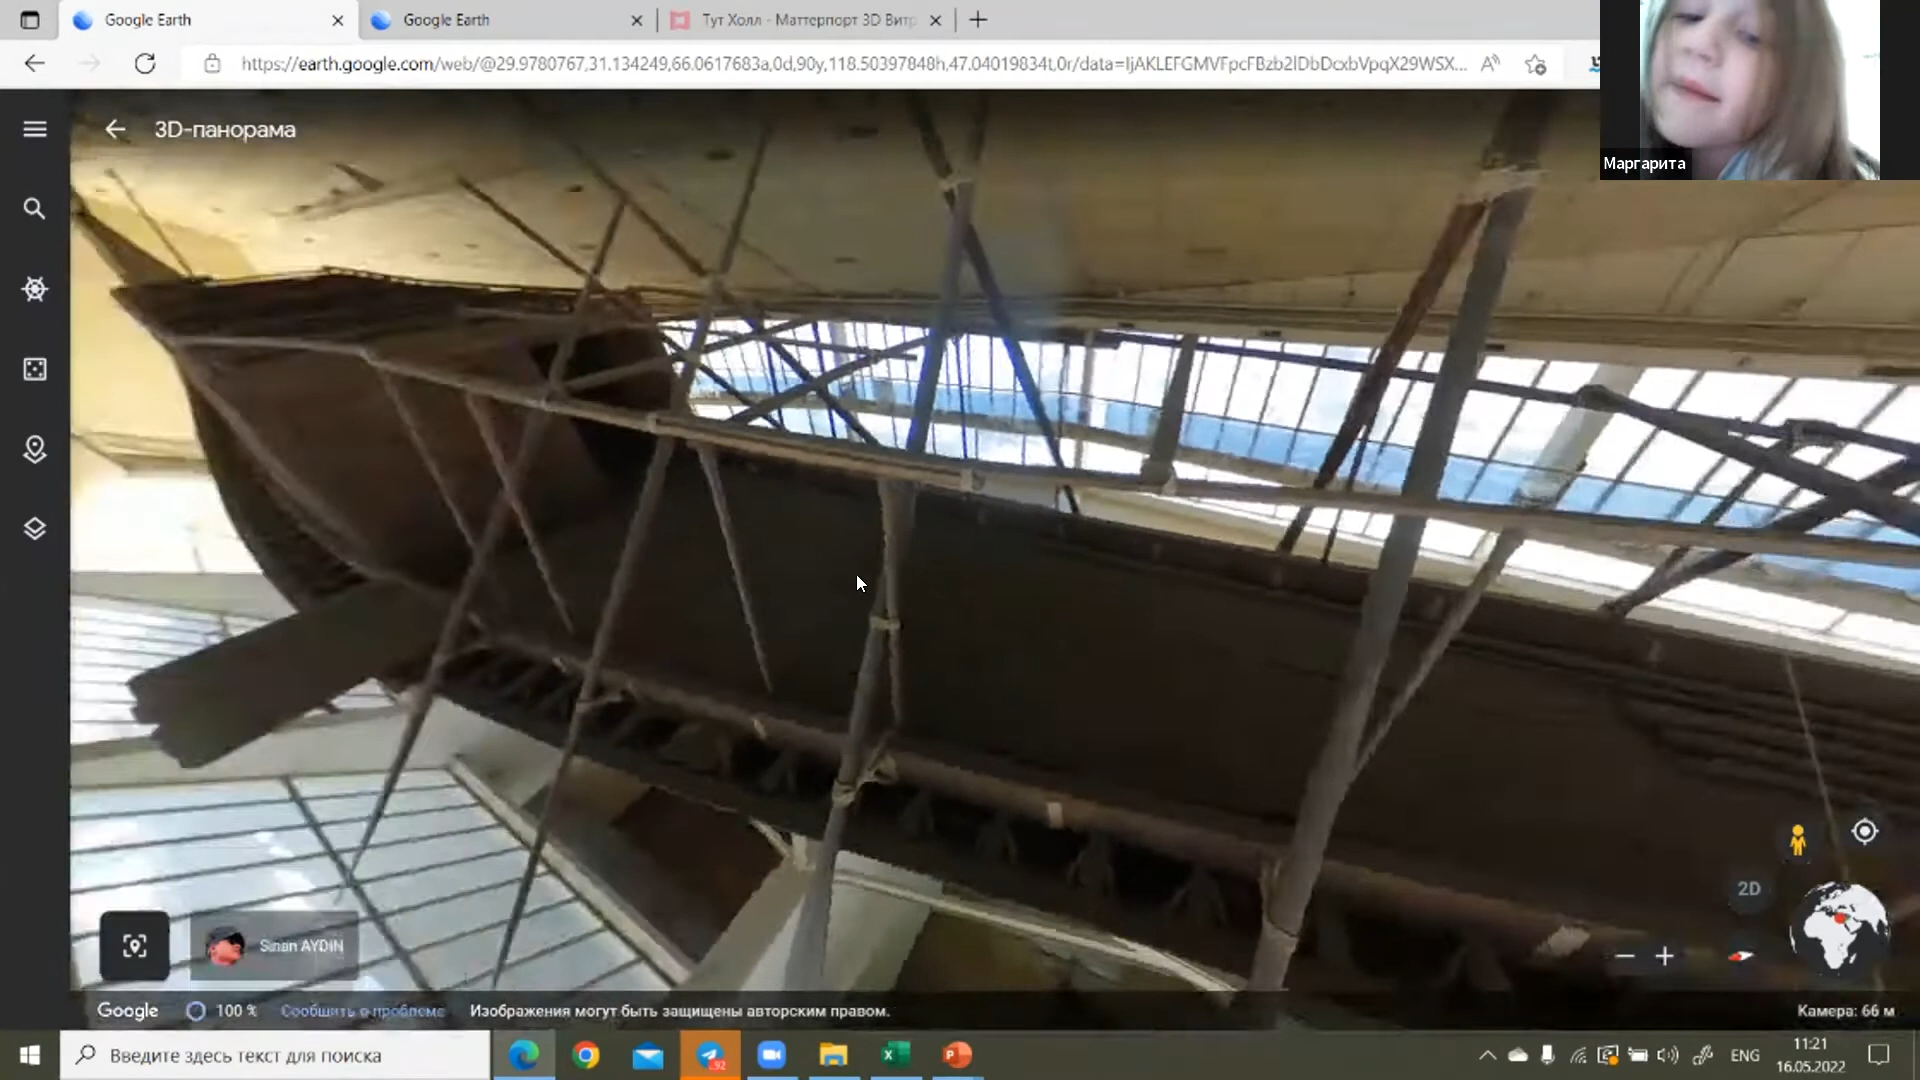 Google Earth
Google Earth
Тут Холл - Маттерпорт 3D Витр
https://earth.google.com/web/@29.9780767,31.134249,66.0617683a,0d,90y,118.50397848h,47.04019834t,0r/data=IjAKLEFGMVFpcFBzb2lDbDcxbVpqX29WSX...
3D-панорама
Маргарита
2D
Sinan AYDIN
Google
100 %
Сообщить о проблеме
Изображения могут быть защищены авторским правом.
Камера: 66 м
Введите здесь текст для поиска
92
ENG
11:21
16.05.2022